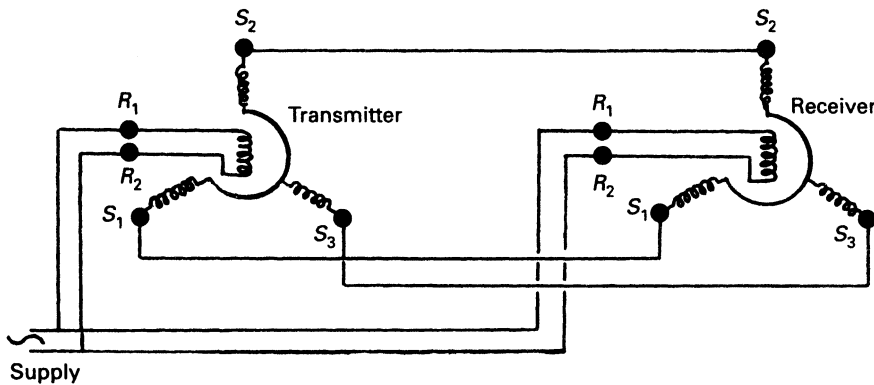 S2
S2
R1
Transmitter
R1
Receiver
R2
R2
S1
S3
S1
S3
Supply